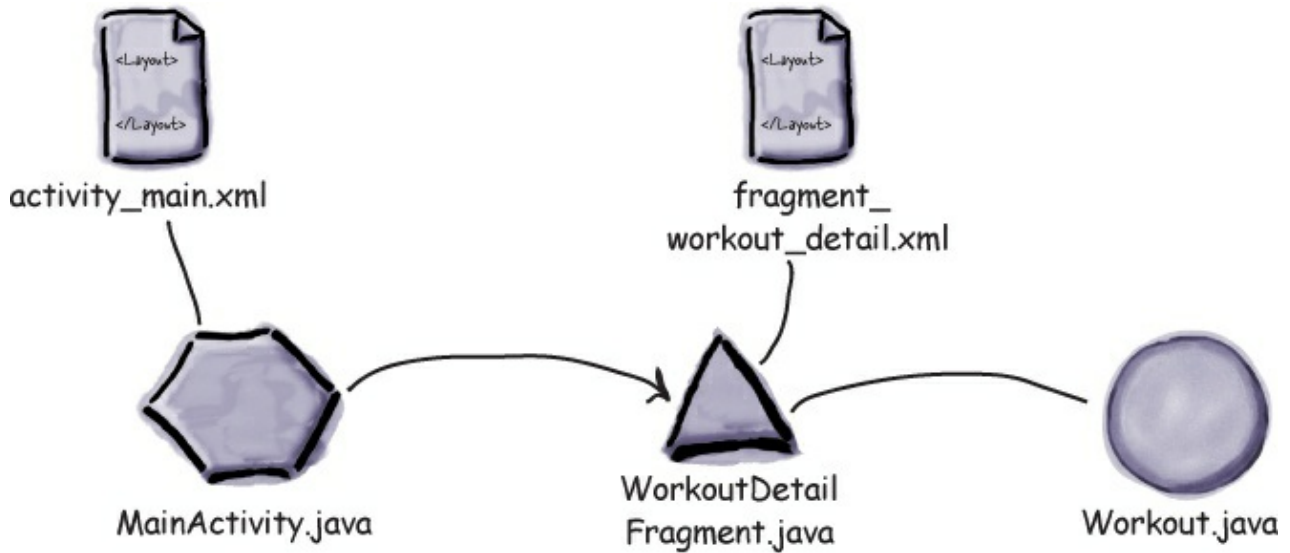 <Layout>
</Layout>
activity_main.xml
<Layout>
</Layout>
fragment_
workout_detail.xml
MainActivity.java
WorkoutDetail
Fragment.java
Workout.java